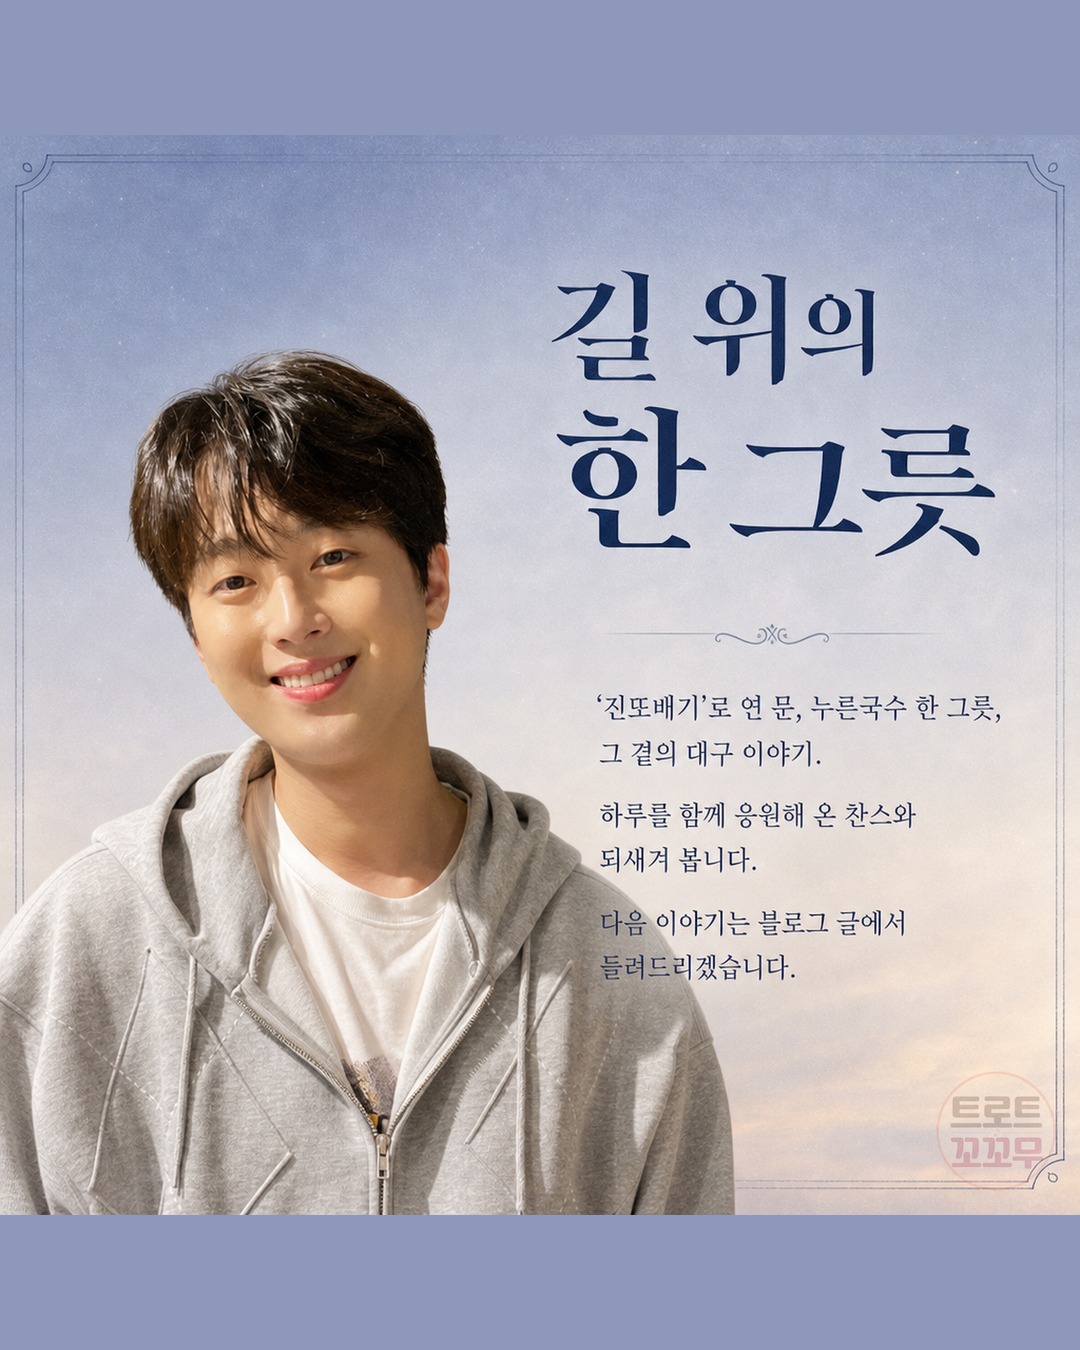 길 위의
한 그릇
‘진또배기’로 연 문, 누른국수 한 그릇,
그 곁의 대구 이야기.
하루를 함께 응원해 온 찬스와
되새겨 봅니다.
다음 이야기는 블로그 글에서
들려드리겠습니다.
트로트
꼬꼬무